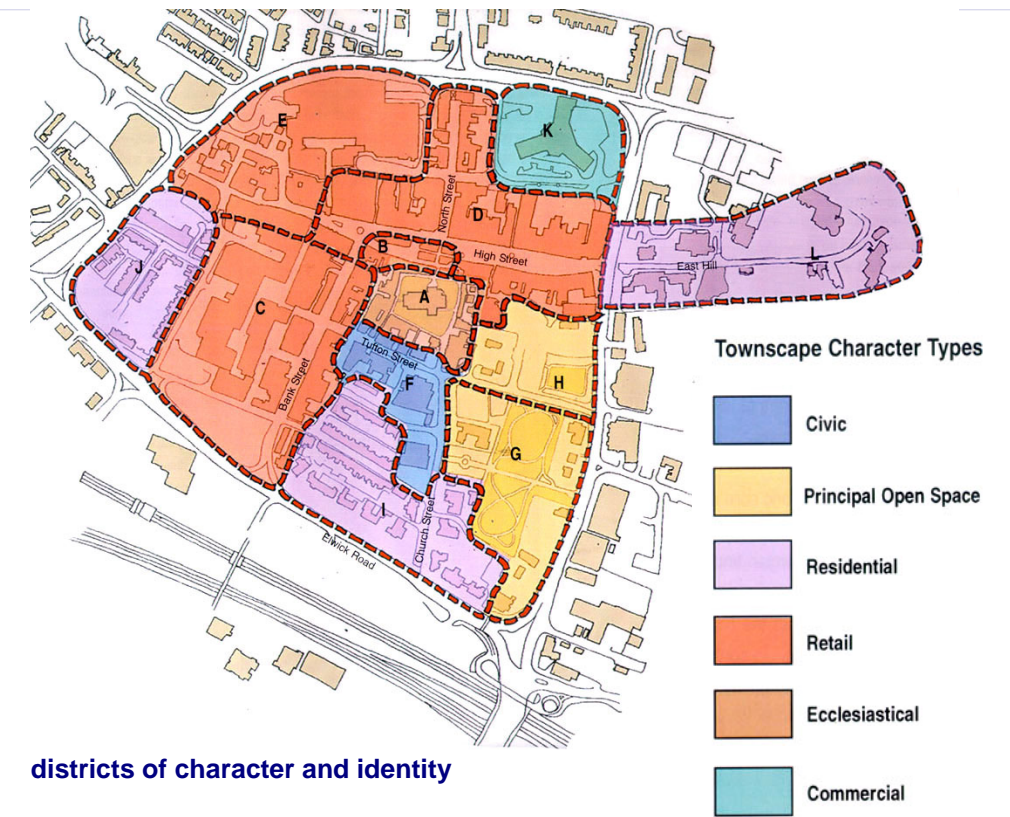 E
K
North Street
D
B
High Street
J
East Hill
L
A
C
Tufton Street
Bank Street
F
H
G
I
Church Street
Elwick Road
Townscape Character Types
Civic
Principal Open Space
Residential
Retail
Ecclesiastical
Commercial
districts of character and identity